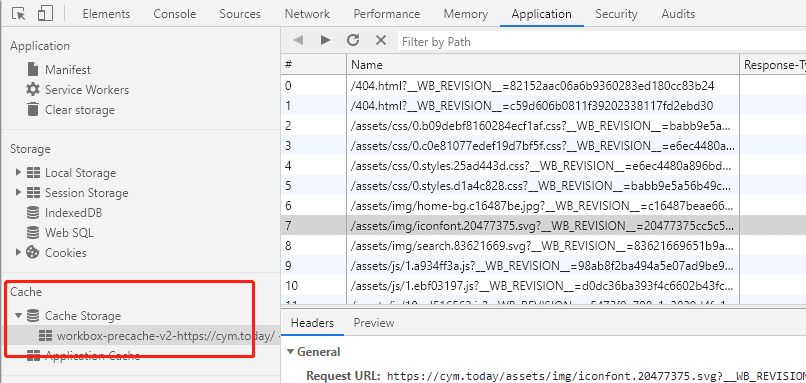 Elements Console Sources Network Performance Memory Application Security Audits
Application
Manifest
Service Workers
Clear storage
Storage
Local Storage
Session Storage
IndexedDB
Web SQL
Cookies
Cache
Cache Storage
workbox-precache-v2-https://cym.today/
Application Cache
Filter by Path
# Name Response-Ty
0 /404.html?__WB_REVISION__=82152aac06a6b9360283ed180cc83b24
1 /404.html?__WB_REVISION__=c59d606b0811f39202338117fd2ebd30
2 /assets/css/0.b09debf8160284ecf1af.css?__WB_REVISION__=babb9e5a...
3 /assets/css/0.c0e81077edef19d7bf5f.css?__WB_REVISION__=e6ec4480...
4 /assets/css/0.styles.25ad443d.css?__WB_REVISION__=e6ec4480a896bd...
5 /assets/css/0.styles.d1a4c828.css?__WB_REVISION__=babb9e5a56b49c...
6 /assets/img/home-bg.c16487be.jpg?__WB_REVISION__=c16487beae66...
7 /assets/img/iconfont.20477375.svg?__WB_REVISION__=20477375cc5c5...
8 /assets/img/search.83621669.svg?__WB_REVISION__=83621669651b9a...
9 /assets/js/1.a934ff3a.js?__WB_REVISION__=98ab8f2ba494a5e07ad9be9...
10 /assets/js/1.ebf03197.js?__WB_REVISION__=d0dc36ba393f4c6602b43fc...
Headers Preview
General
Request URL: https://cym.today/assets/img/iconfont.20477375.svg?__WB_REVISION